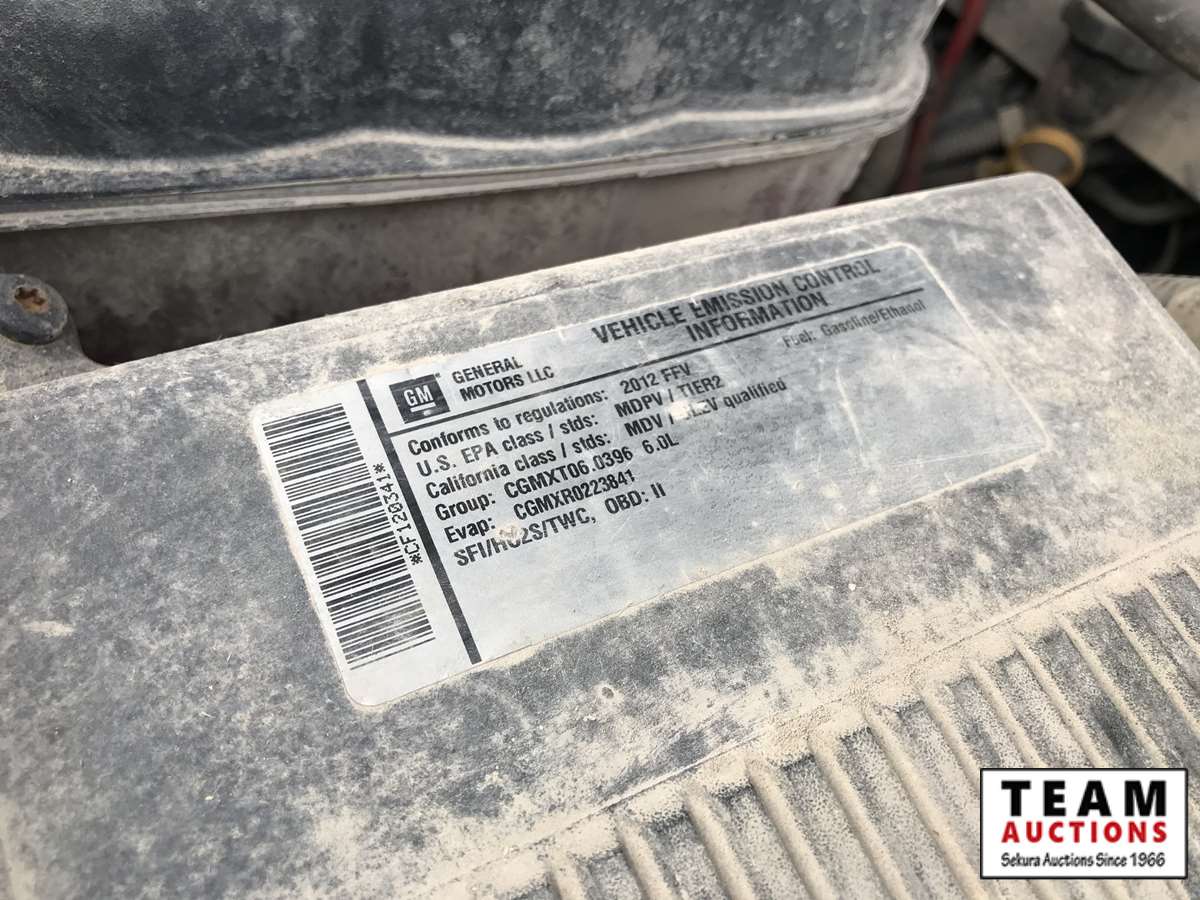 GM
GENERAL
MOTORS LLC
VEHICLE EMISSION CONTROL
INFORMATION
Fuel: Gasoline/Ethanol
Conforms to regulations: 2012 FFV
U.S. EPA class / stds: MDPV / TIER2
California class / stds: MDV / qualified
Group: CGMXT06.0396 6.0L
Evap: CGMXR0223841
SFI/HO2S/TWC, OBD: II
*CF120341*
TEAM
AUCTIONS
Sekura Auctions Since 1966